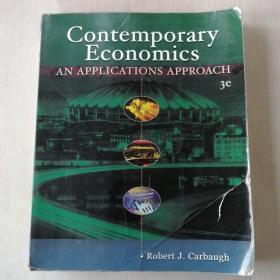 Contemporary
Economics
AN APPLICATIONS APPROACH
3e
• Robert J. Carbaugh